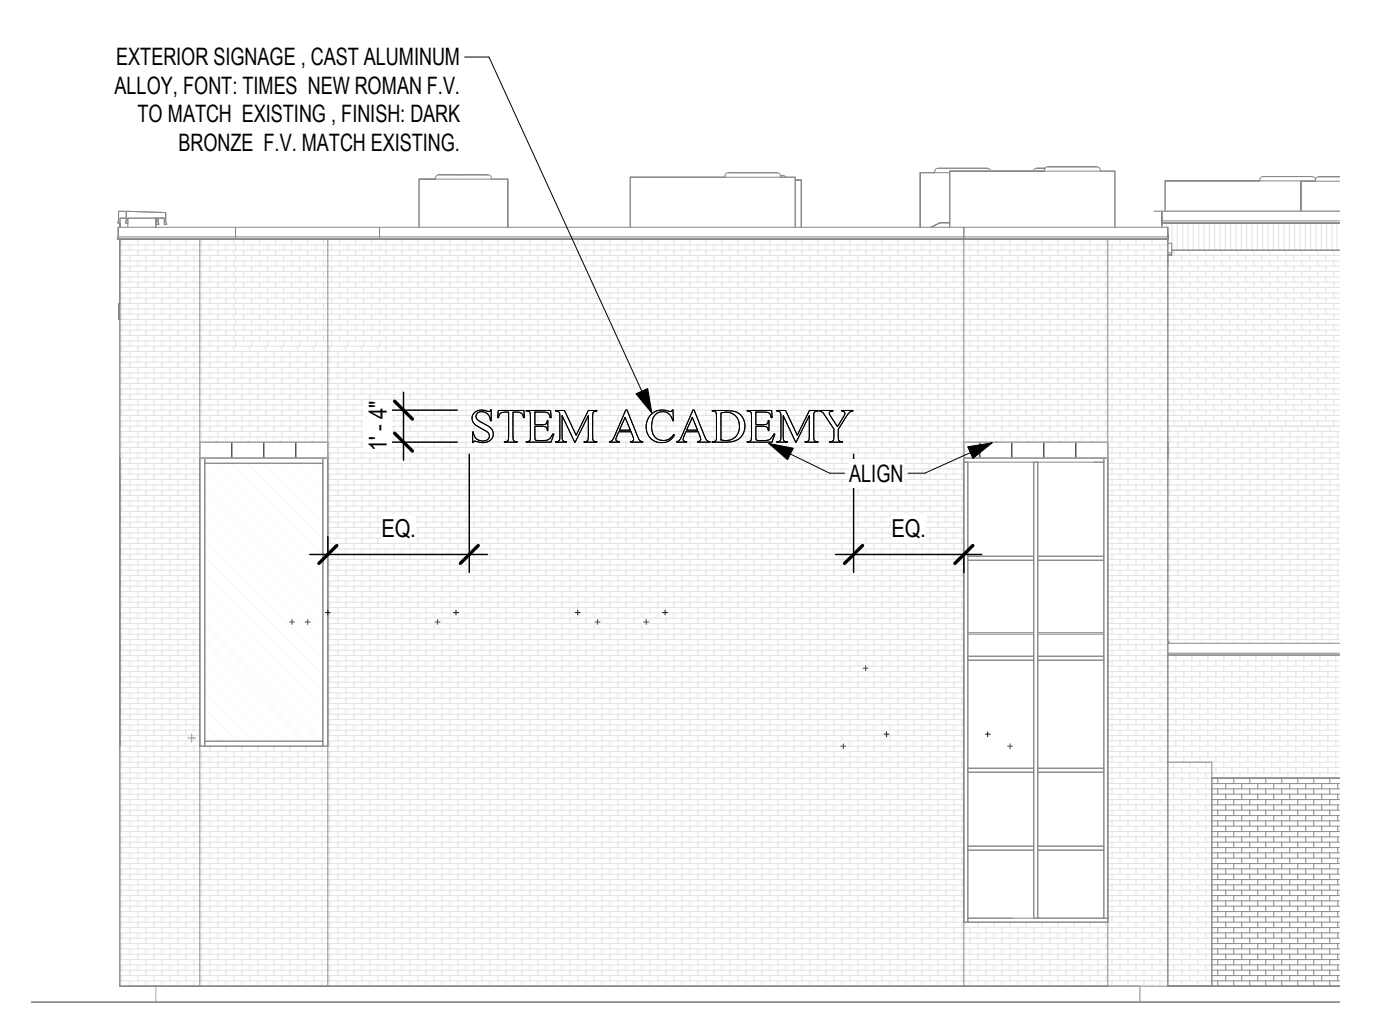 EXTERIOR SIGNAGE , CAST ALUMINUM
ALLOY, FONT: TIMES NEW ROMAN F.V.
TO MATCH EXISTING , FINISH: DARK
BRONZE F.V. MATCH EXISTING.
1' - 4"
STEM ACADEMY
ALIGN
EQ.
EQ.